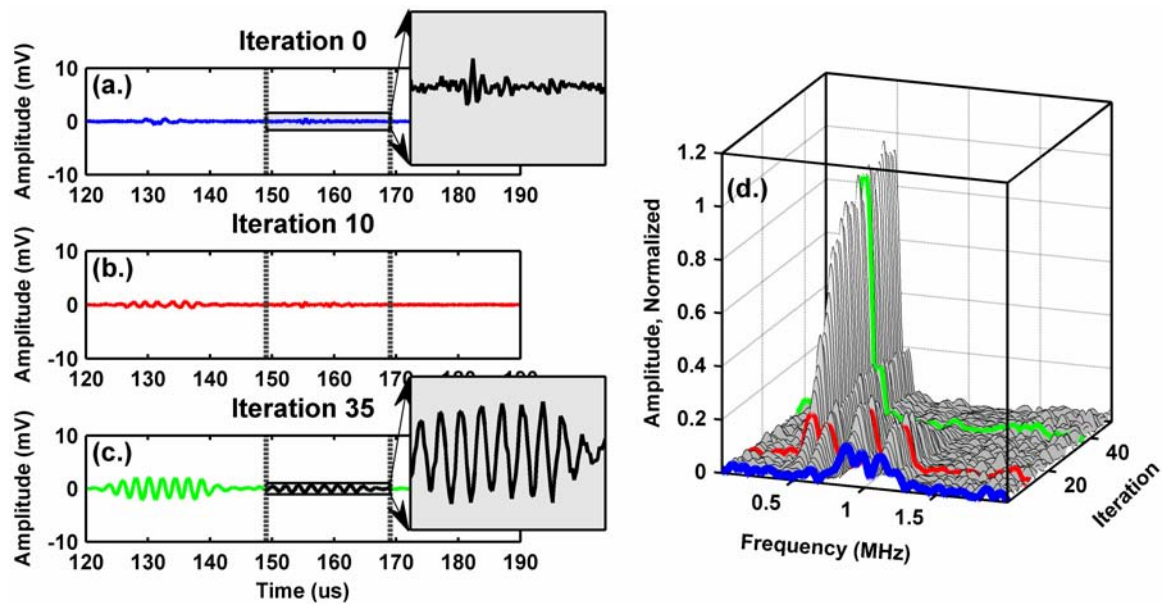 Iteration 0
Amplitude (mV)
10
0
-10
(a.)
120 130 140 150 160 170 180 190
Iteration 10
Amplitude (mV)
10
0
-10
(b.)
120 130 140 150 160 170 180 190
Iteration 35
Amplitude (mV)
10
0
-10
(c.)
120 130 140 150 160 170 180 190
Time (us)
(d.)
Amplitude, Normalized
1.2
1
0.8
0.6
0.4
0.2
0
0.5 1 1.5
Frequency (MHz)
20 40
Iteration